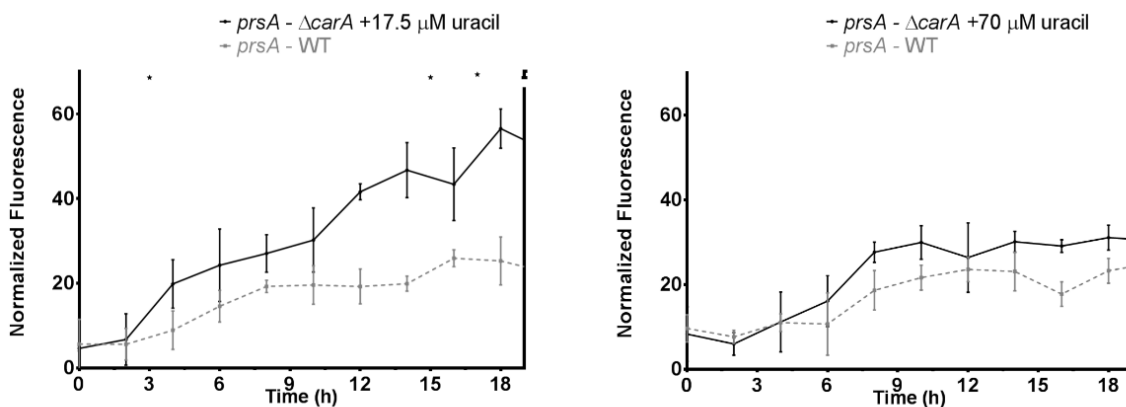 prsA - ΔcarA +17.5 μM uracil
prsA - WT
* * *
Normalized Fluorescence
60
40
20
0
0 3 6 9 12 15 18
Time (h)
prsA - ΔcarA +70 μM uracil
prsA - WT
Normalized Fluorescence
60
40
20
0
0 3 6 9 12 15 18
Time (h)